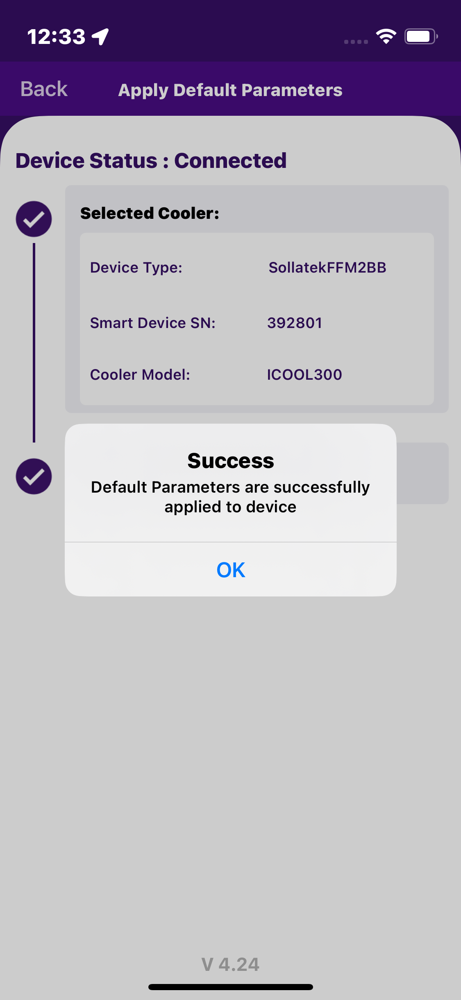 12:33
Back
Apply Default Parameters
Device Status : Connected
Selected Cooler:
Device Type: SollatekFFM2BB
Smart Device SN: 392801
Cooler Model: ICOOL300
Success
Default Parameters are successfully
applied to device
OK
V 4.24